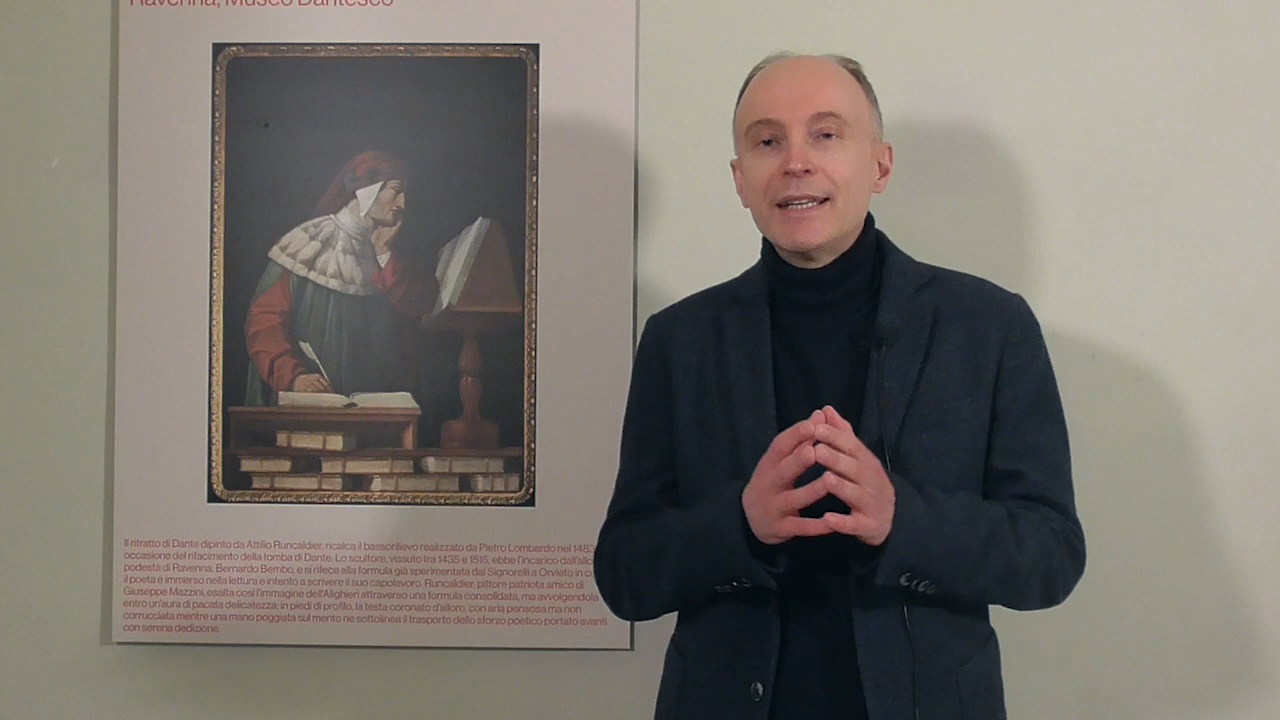 Ravenna, Museo Dantesco
Il ritratto di Dante dipinto da Attilio Runcaldier, ricalca il bassorilievo realizzato da Pietro Lombardo nel 1483
occasione del rifacimento della tomba di Dante. Lo scultore, vissuto fra 1435 e 1515, ebbe l'incarico dall'allo
podestà di Ravenna, Bernardo Bembo, e si rifece alla formula già sperimentata dal Signorelli a Orvieto in c
il poeta è immerso nella lettura e intento a scrivere il suo capolavoro. Runcaldier, pittore patriota amico di
Giuseppe Mazzini, esalta così l'immagine dell'Alighieri attraverso una formula consolidata, ma avvolgendola
entro un'aura di pacata delicatezza: in piedi di profilo, la testa coronato d'alloro, con aria pensosa ma non
corrucciata mentre una mano poggiata sul mento ne sottolinea il trasporto dello sforzo poetico portato avanti
con serena dedizione.